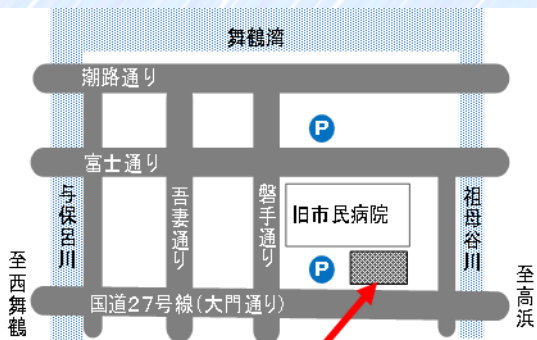 舞鶴湾
潮路通り
P
富士通り
与保呂川
吾妻通り
磐手通り
旧市民病院
祖母谷川
P
至西舞鶴
国道27号線(大門通り)
至高浜